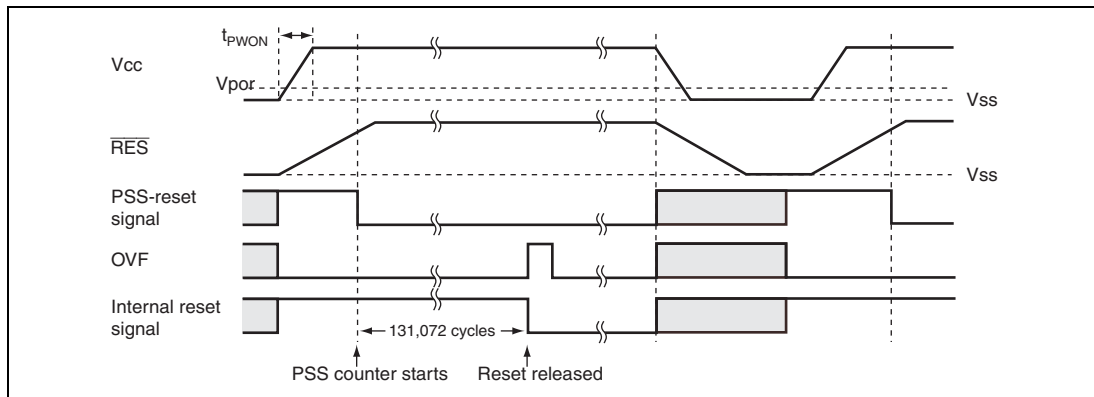 tPWON
Vcc
Vpor
Vss
RES
Vss
PSS-reset
signal
OVF
Internal reset
signal
131,072 cycles
PSS counter starts
Reset released